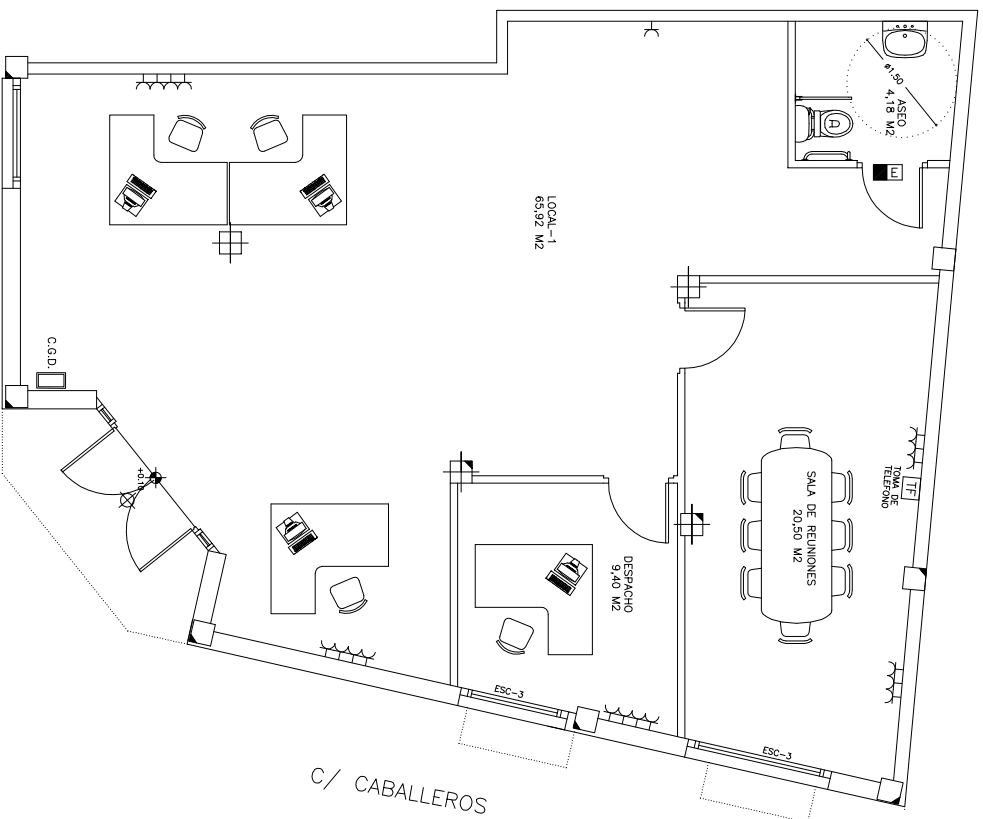 ø1.50
ASEO
4,18 M2
A
E
LOCAL-1
65,92 M2
C.G.D.
TF
TOMA DE
TELEFONO
SALA DE REUNIONES
20,50 M2
DESPACHO
9,40 M2
ESC-3
ESC-3
C/ CABALLEROS